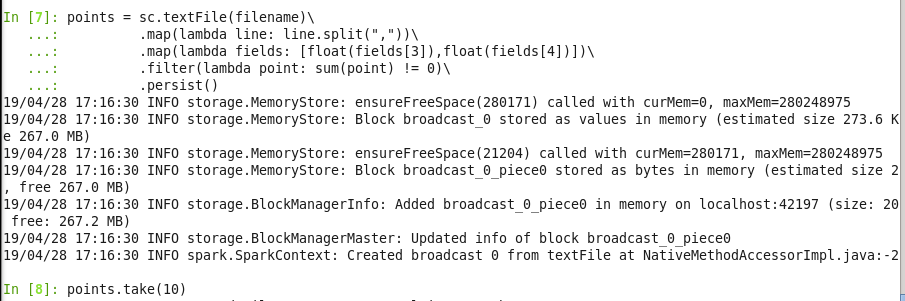 In [7]: points = sc.textFile(filename)\
   ...:          .map(lambda line: line.split(","))\
   ...:          .map(lambda fields: [float(fields[3]),float(fields[4])])\
   ...:          .filter(lambda point: sum(point) != 0)\
   ...:          .persist()
19/04/28 17:16:30 INFO storage.MemoryStore: ensureFreeSpace(280171) called with curMem=0, maxMem=280248975
19/04/28 17:16:30 INFO storage.MemoryStore: Block broadcast_0 stored as values in memory (estimated size 273.6 K
e 267.0 MB)
19/04/28 17:16:30 INFO storage.MemoryStore: ensureFreeSpace(21204) called with curMem=280171, maxMem=280248975
19/04/28 17:16:30 INFO storage.MemoryStore: Block broadcast_0_piece0 stored as bytes in memory (estimated size 2
, free 267.0 MB)
19/04/28 17:16:30 INFO storage.BlockManagerInfo: Added broadcast_0_piece0 in memory on localhost:42197 (size: 20
 free: 267.2 MB)
19/04/28 17:16:30 INFO storage.BlockManagerMaster: Updated info of block broadcast_0_piece0
19/04/28 17:16:30 INFO spark.SparkContext: Created broadcast 0 from textFile at NativeMethodAccessorImpl.java:-2
In [8]: points.take(10)